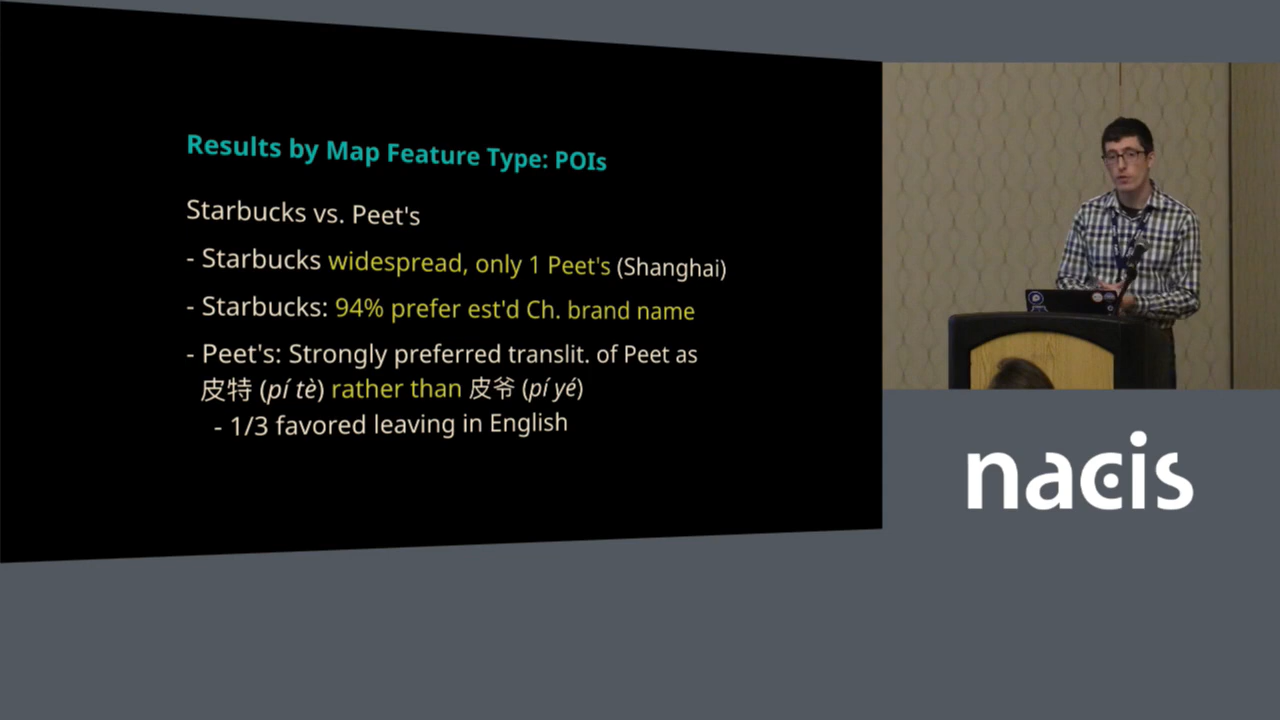 Results by Map Feature Type: POIs
Starbucks vs. Peet's
- Starbucks widespread, only 1 Peet's (Shanghai)
- Starbucks: 94% prefer est'd Ch. brand name
- Peet's: Strongly preferred translit. of Peet as
皮特 (pí tè) rather than 皮爷 (pí yé)
- 1/3 favored leaving in English
nacis